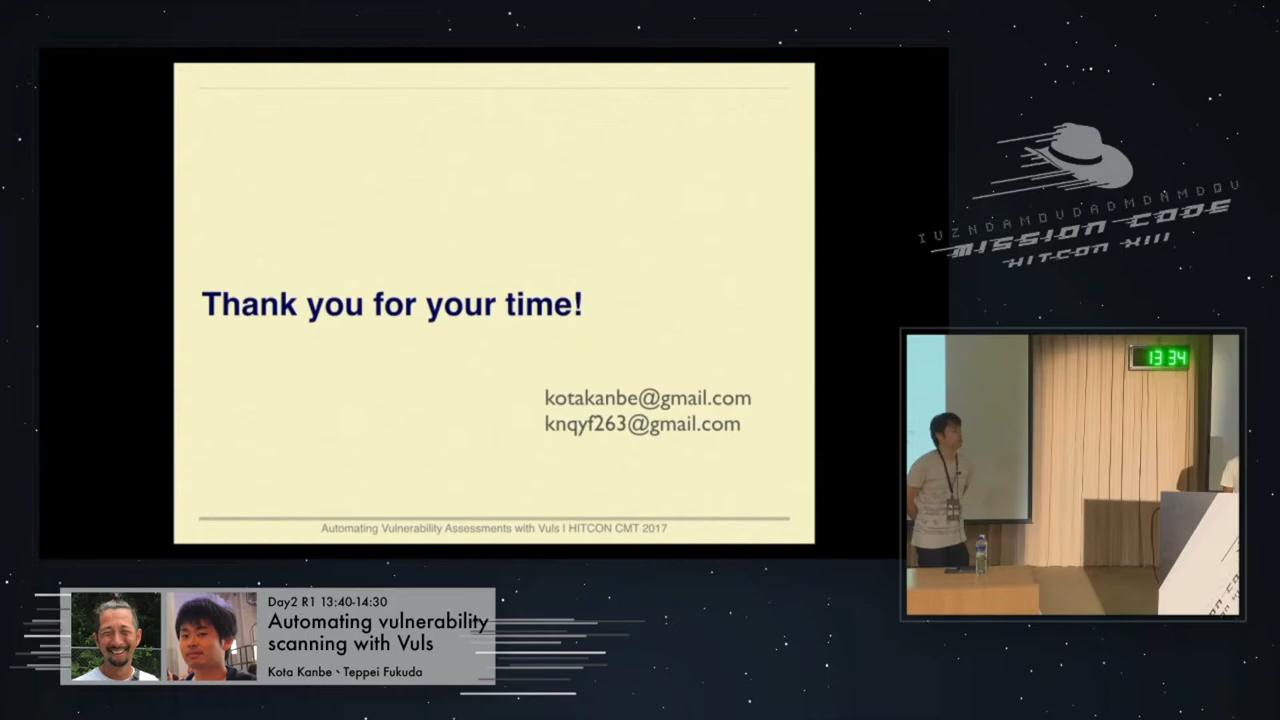 Thank you for your time!
kotakanbe@gmail.com
knqyf263@gmail.com
Automating Vulnerability Assessments with Vuls | HITCON CMT 2017
IUZNDAMOVDADMDNMDQU
MISSION CODE
HITCON XIII
13 34
Day2 R1 13:40-14:30
Automating vulnerability
scanning with Vuls
Kota Kanbe、Teppei Fukuda